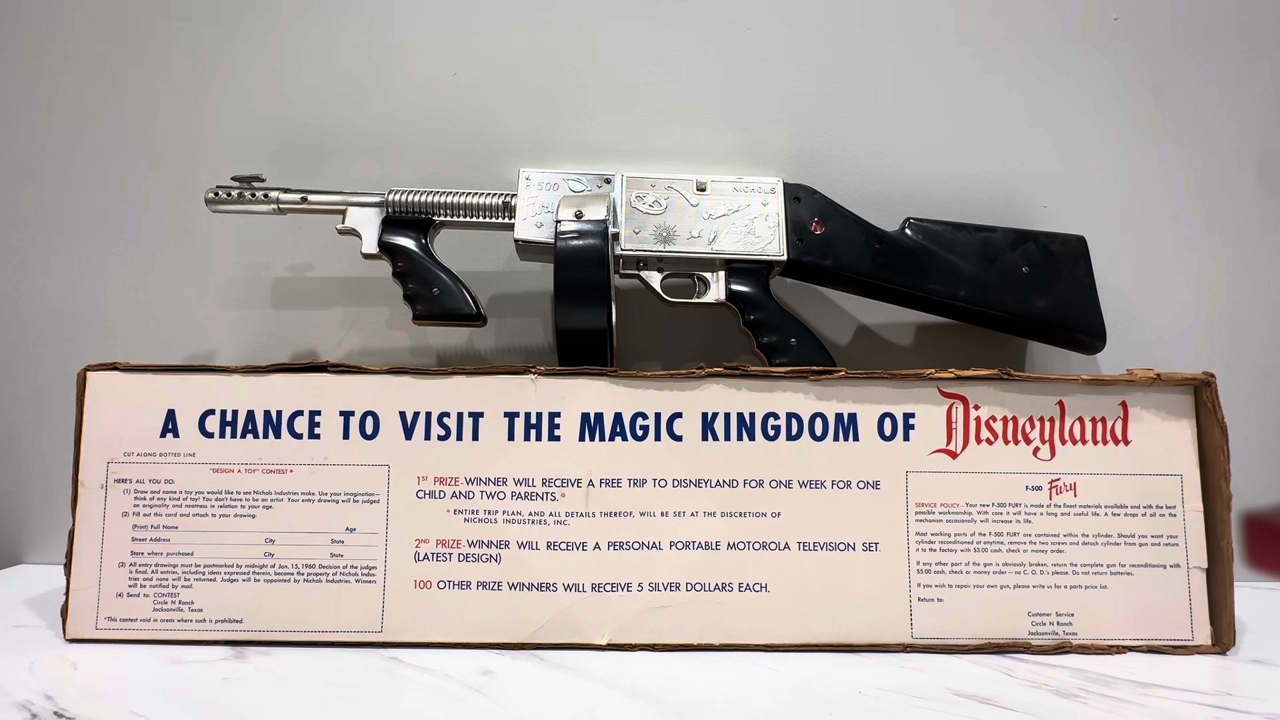 F-500
Fury
NICHOLS
A CHANCE TO VISIT THE MAGIC KINGDOM OF Disneyland
CUT ALONG DOTTED LINE
"DESIGN A TOY" CONTEST *
HERE'S ALL YOU DO:
(1) Draw and name a toy you would like to see Nichols Industries make. Use your imagination—
think of any kind of toy! You don't have to be an artist. Your entry drawing will be judged
on originality and neatness in relation to your age.
(2) Fill out this card and attach to your drawing:
(Print) Full Name Age
Street Address City State
Store where purchased City State
(3) All entry drawings must be postmarked by midnight of Jan. 15, 1960. Decision of the judges
is final. All entries, including ideas expressed therein, become the property of Nichols Indus-
tries and none will be returned. Judges will be appointed by Nichols Industries. Winners
will be notified by mail.
(4) Send to: CONTEST
Circle N Ranch
Jacksonville, Texas
*This contest void in areas where such is prohibited.
1ST PRIZE-WINNER WILL RECEIVE A FREE TRIP TO DISNEYLAND FOR ONE WEEK FOR ONE
CHILD AND TWO PARENTS.*
* ENTIRE TRIP PLAN, AND ALL DETAILS THEREOF, WILL BE SET AT THE DISCRETION OF
NICHOLS INDUSTRIES, INC.
2ND PRIZE-WINNER WILL RECEIVE A PERSONAL PORTABLE MOTOROLA TELEVISION SET.
(LATEST DESIGN)
100 OTHER PRIZE WINNERS WILL RECEIVE 5 SILVER DOLLARS EACH.
F-500 Fury
SERVICE POLICY—Your new F-500 FURY is made of the finest materials available and with the best
possible workmanship. With care it will have a long and useful life. A few drops of oil on the
mechanism occasionally will increase its life.
Most working parts of the F-500 FURY are contained within the cylinder. Should you want your
cylinder reconditioned at anytime, remove the two screws and detach cylinder from gun and return
it to the factory with $3.00 cash, check or money order.
If any other part of the gun is obviously broken, return the complete gun for reconditioning with
$5.00 cash, check or money order — no C. O. D.'s please. Do not return batteries.
If you wish to repair your own gun, please write us for a parts price list.
Return to:
Customer Service
Circle N Ranch
Jacksonville, Texas